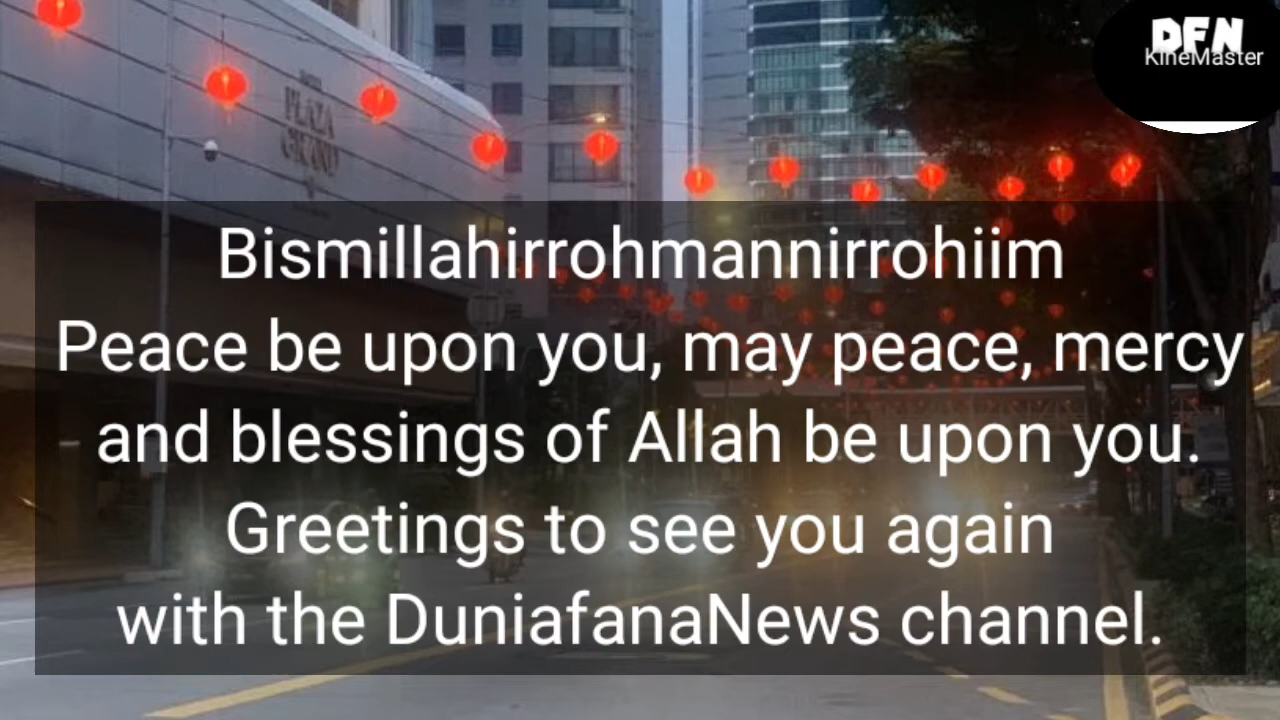 DFN
KineMaster
PLAZA
GRAND
Bismillahirrohmannirrohiim
Peace be upon you, may peace, mercy
and blessings of Allah be upon you.
Greetings to see you again
with the DuniafanaNews channel.